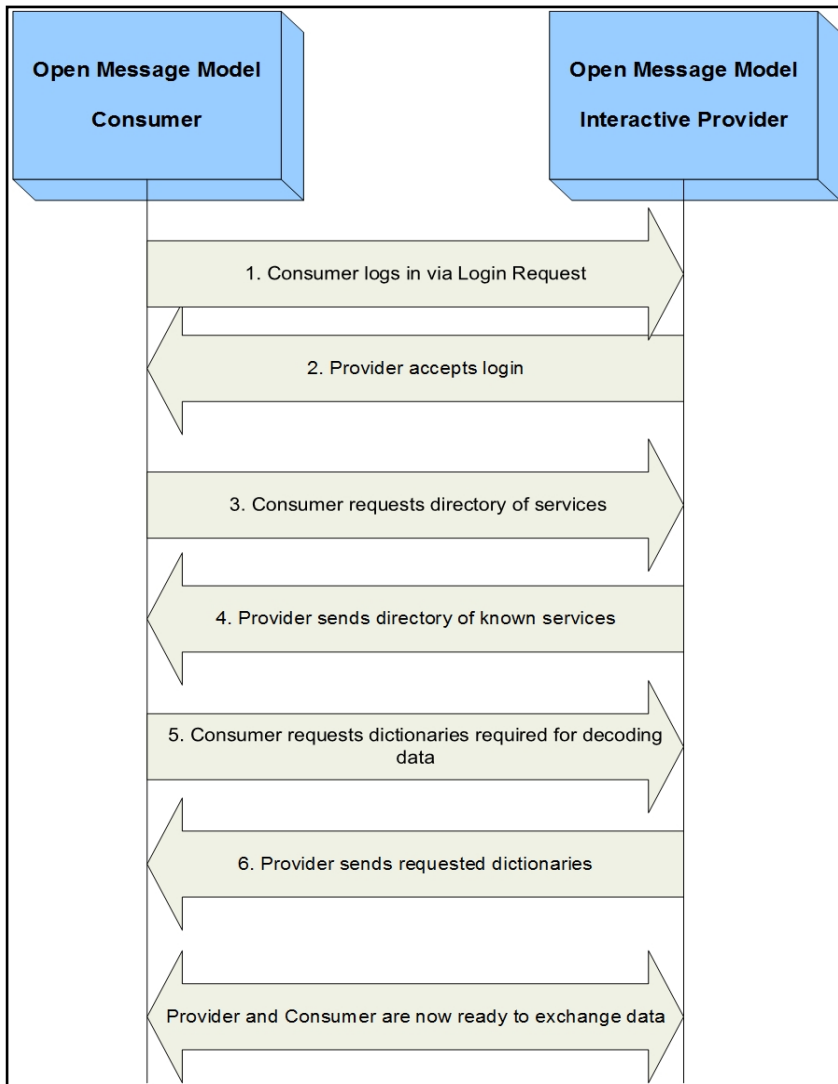 Open Message Model
Consumer
Open Message Model
Interactive Provider
1. Consumer logs in via Login Request
2. Provider accepts login
3. Consumer requests directory of services
4. Provider sends directory of known services
5. Consumer requests dictionaries required for decoding
data
6. Provider sends requested dictionaries
Provider and Consumer are now ready to exchange data